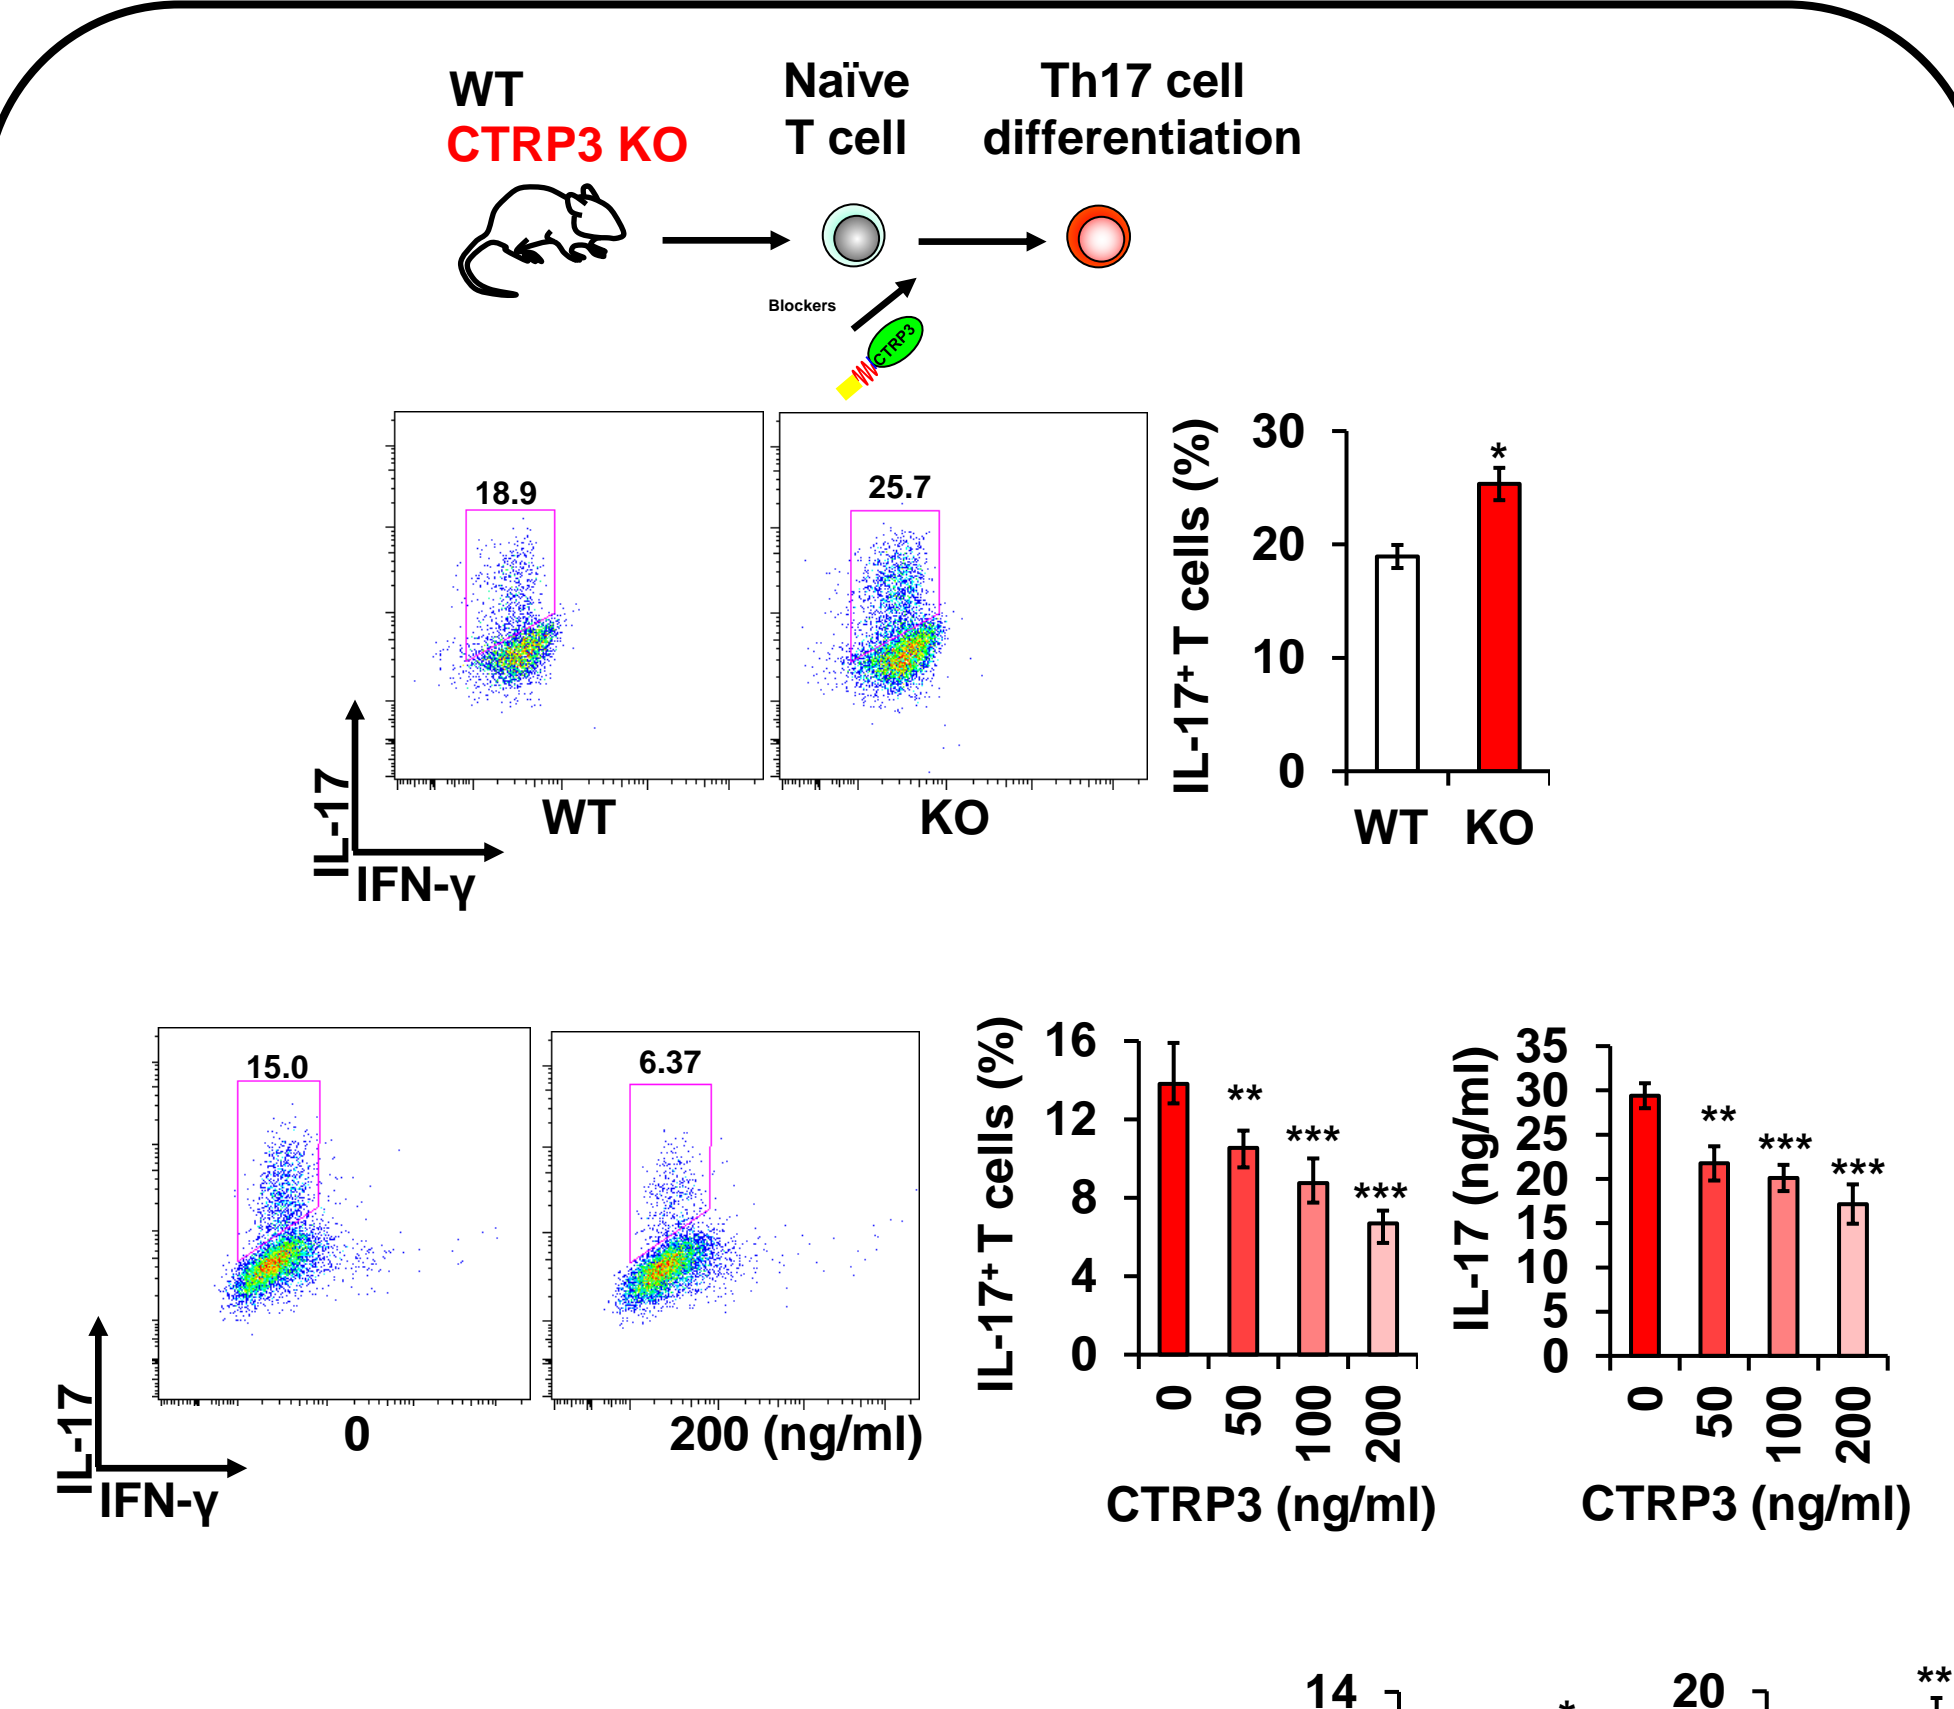 WT
CTRP3 KO
Naïve
T cell
Th17 cell
differentiation
Blockers
CTRP3
18.9
25.7
IL-17
IFN-γ
WT
KO
IL-17+ T cells (%)
30
20
10
0
*
WT KO
15.0
6.37
IL-17
IFN-γ
0
200 (ng/ml)
IL-17+ T cells (%)
16
12
8
4
0
**
***
***
0
50
100
200
CTRP3 (ng/ml)
IL-17 (ng/ml)
35
30
25
20
15
10
5
0
**
***
***
0
50
100
200
CTRP3 (ng/ml)
14
*
20
**